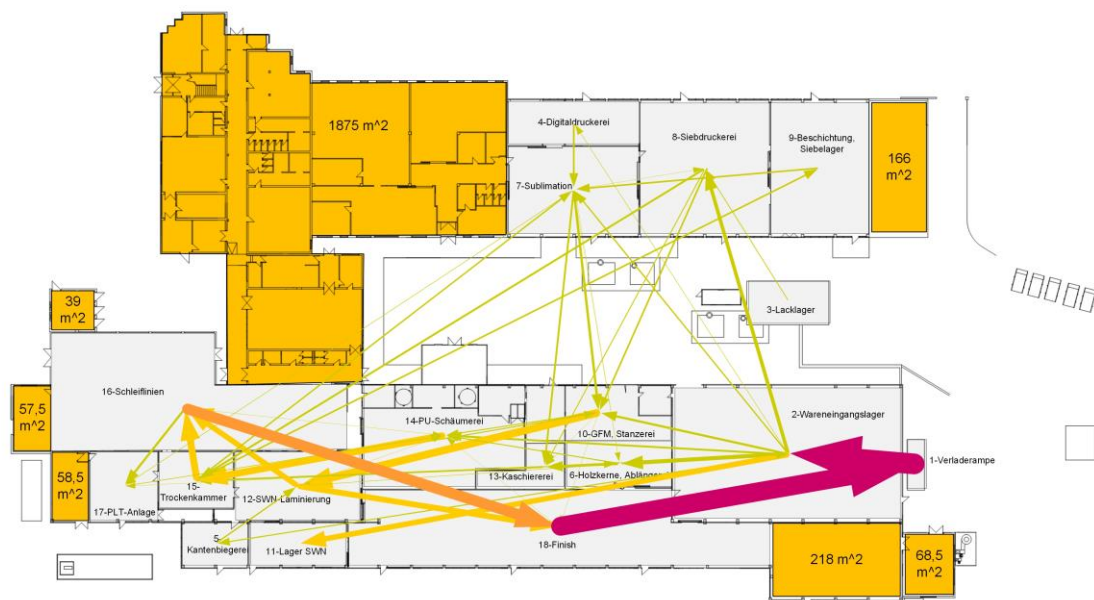 1875 m^2
4-Digitaldruckerei
8-Siebdruckerei
9-Beschichtung,
Siebelager
166
m^2
7-Sublimation
39
m^2
3-Lacklager
16-Schleiflinien
57,5
m^2
14-PU-Schäumerei
2-Wareneingangslager
10-GFM, Stanzerei
1-Verladerampe
13-Kaschiererei
6-Holzkerne, Ablängen
58,5
m^2
15-
Trockenkammer
12-SWN-Laminierung
17-PLT-Anlage
5-
Kantenbiegerei
11-Lager SWN
18-Finish
218 m^2
68,5
m^2